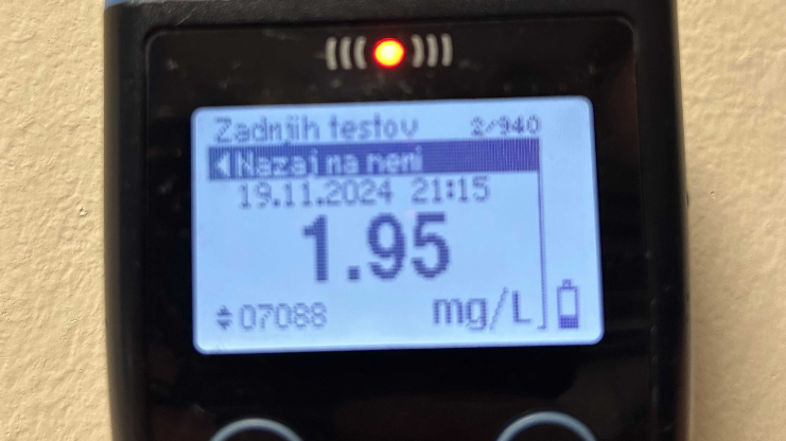 Zadnjih testov 2/940
Nazaj na meni
19.11.2024 21:15
1.95
07088 mg/L